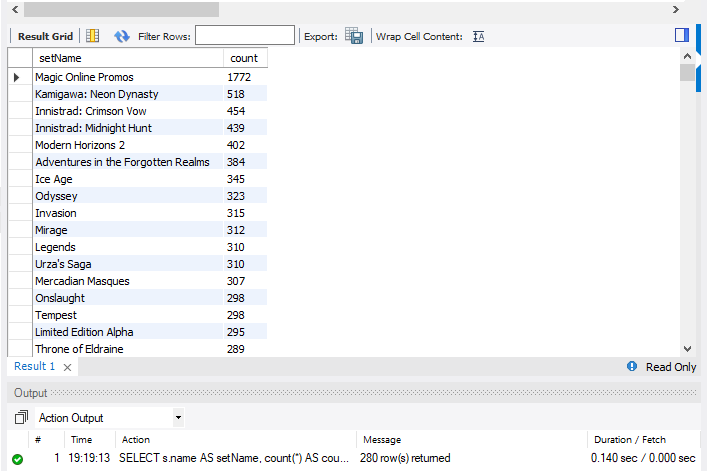 Result Grid Filter Rows: Export: Wrap Cell Content: IA
setName count
Magic Online Promos 1772
Kamigawa: Neon Dynasty 518
Innistrad: Crimson Vow 454
Innistrad: Midnight Hunt 439
Modern Horizons 2 402
Adventures in the Forgotten Realms 384
Ice Age 345
Odyssey 323
Invasion 315
Mirage 312
Legends 310
Urza's Saga 310
Mercadian Masques 307
Onslaught 298
Tempest 298
Limited Edition Alpha 295
Throne of Eldraine 289
Result 1 × Read Only
Output
Action Output
# Time Action Message Duration / Fetch
1 19:19:13 SELECT s.name AS setName, count(*) AS cou... 280 row(s) returned 0.140 sec / 0.000 sec